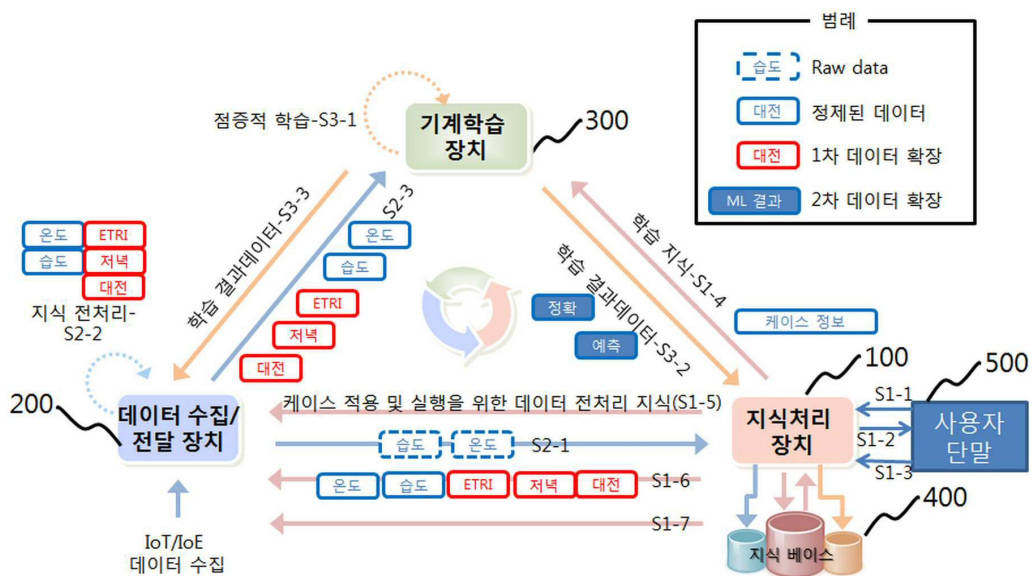 범례
습도 Raw data
대전 정제된 데이터
대전 1차 데이터 확장
ML 결과 2차 데이터 확장
점증적 학습-S3-1
기계학습
장치
300
학습 결과데이터-S3-3
S2-3
온도
습도
ETRI
저녁
대전
온도 ETRI
습도 저녁
대전
지식 전처리-
S2-2
학습 지식-S1-4
학습 결과데이터-S3-2
정확
예측
케이스 정보
100
500
200
데이터 수집/
전달 장치
케이스 적용 및 실행을 위한 데이터 전처리 지식(S1-5)
습도 온도 S2-1
온도 습도 ETRI 저녁 대전 S1-6
S1-7
지식처리
장치
S1-1
S1-2
S1-3
사용자
단말
400
지식 베이스
IoT/IoE
데이터 수집